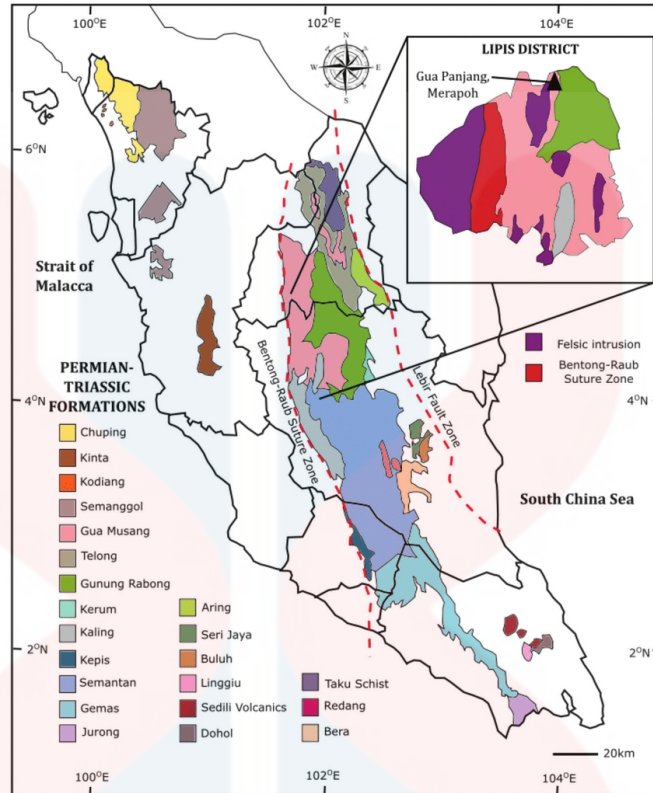 100°E
102°E
104°E
N
W
E
S
LIPIS DISTRICT
Gua Panjang,
Merapoh
6°N
Strait of
Malacca
Felsic intrusion
Bentong-Raub
Suture Zone
PERMIAN-
TRIASSIC
FORMATIONS
Bentong-Raub Suture Zone
Lebir Fault Zone
4°N
4°N
South China Sea
Chuping
Kinta
Kodiang
Semanggol
Gua Musang
Telong
Gunung Rabong
Kerum
Kaling
Kepis
Semantan
Gemas
Jurong
Aring
Seri Jaya
Buluh
Linggiu
Sedili Volcanics
Dohol
Taku Schist
Redang
Bera
2°N
2°N
20km
100°E
102°E
104°E